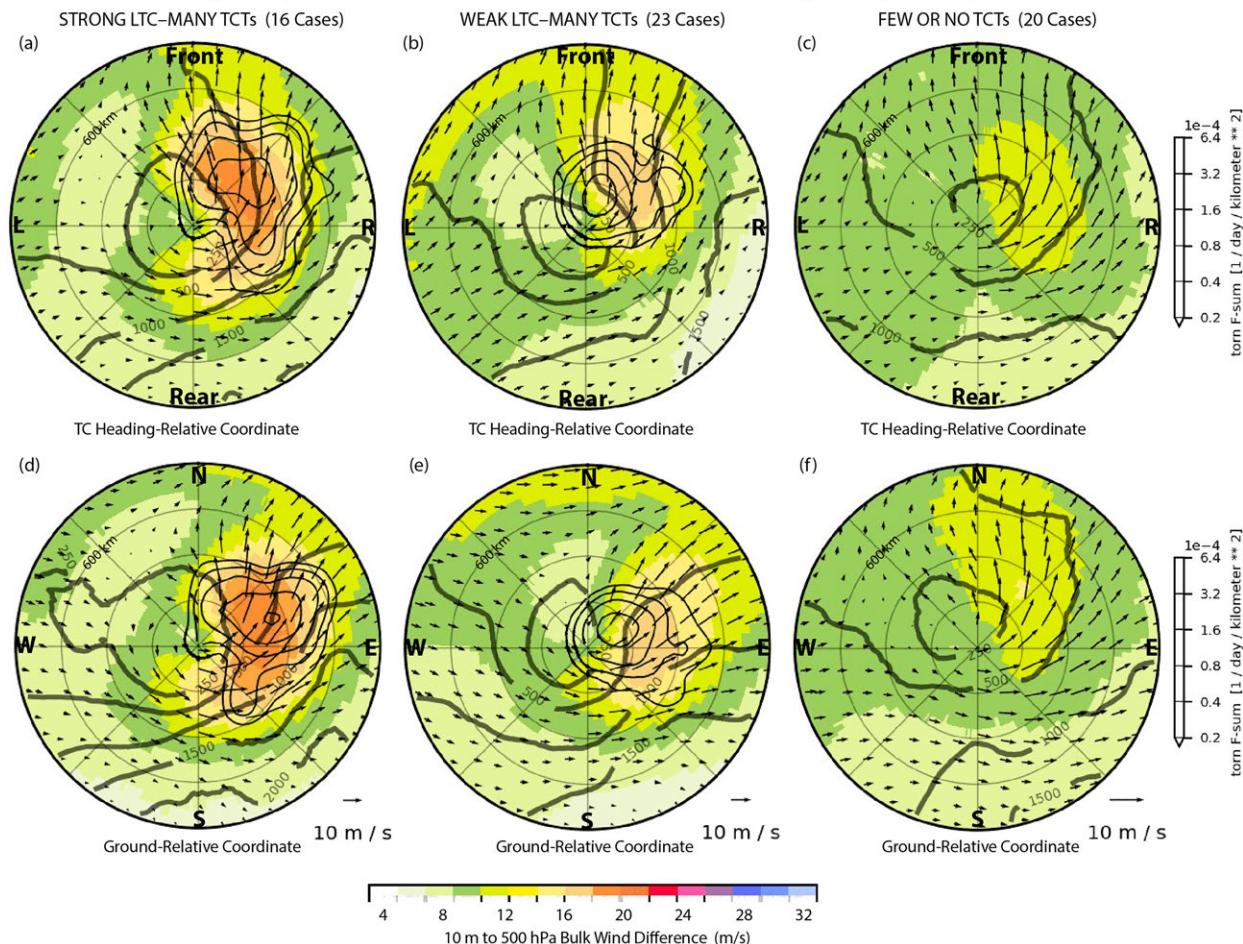 STRONG LTC–MANY TCTs (16 Cases)
WEAK LTC–MANY TCTs (23 Cases)
FEW OR NO TCTs (20 Cases)
(a)
Front
600 km
L
R
250
500
1000
1500
Rear
TC Heading-Relative Coordinate
(b)
Front
600 km
L
R
500
1000
1500
Rear
TC Heading-Relative Coordinate
(c)
Front
600 km
L
R
250
500
1000
Rear
TC Heading-Relative Coordinate
1e−4
6.4
3.2
1.6
0.8
0.4
0.2
torn F-sum [1 / day / kilometer ** 2]
(d)
N
250
600 km
W
E
250
1000
1500
2000
S
10 m / s
Ground-Relative Coordinate
(e)
N
600 km
W
E
500
1500
S
10 m / s
Ground-Relative Coordinate
(f)
N
600 km
W
E
250
500
1000
1500
S
10 m / s
Ground-Relative Coordinate
1e−4
6.4
3.2
1.6
0.8
0.4
0.2
torn F-sum [1 / day / kilometer ** 2]
4 8 12 16 20 24 28 32
10 m to 500 hPa Bulk Wind Difference (m/s)